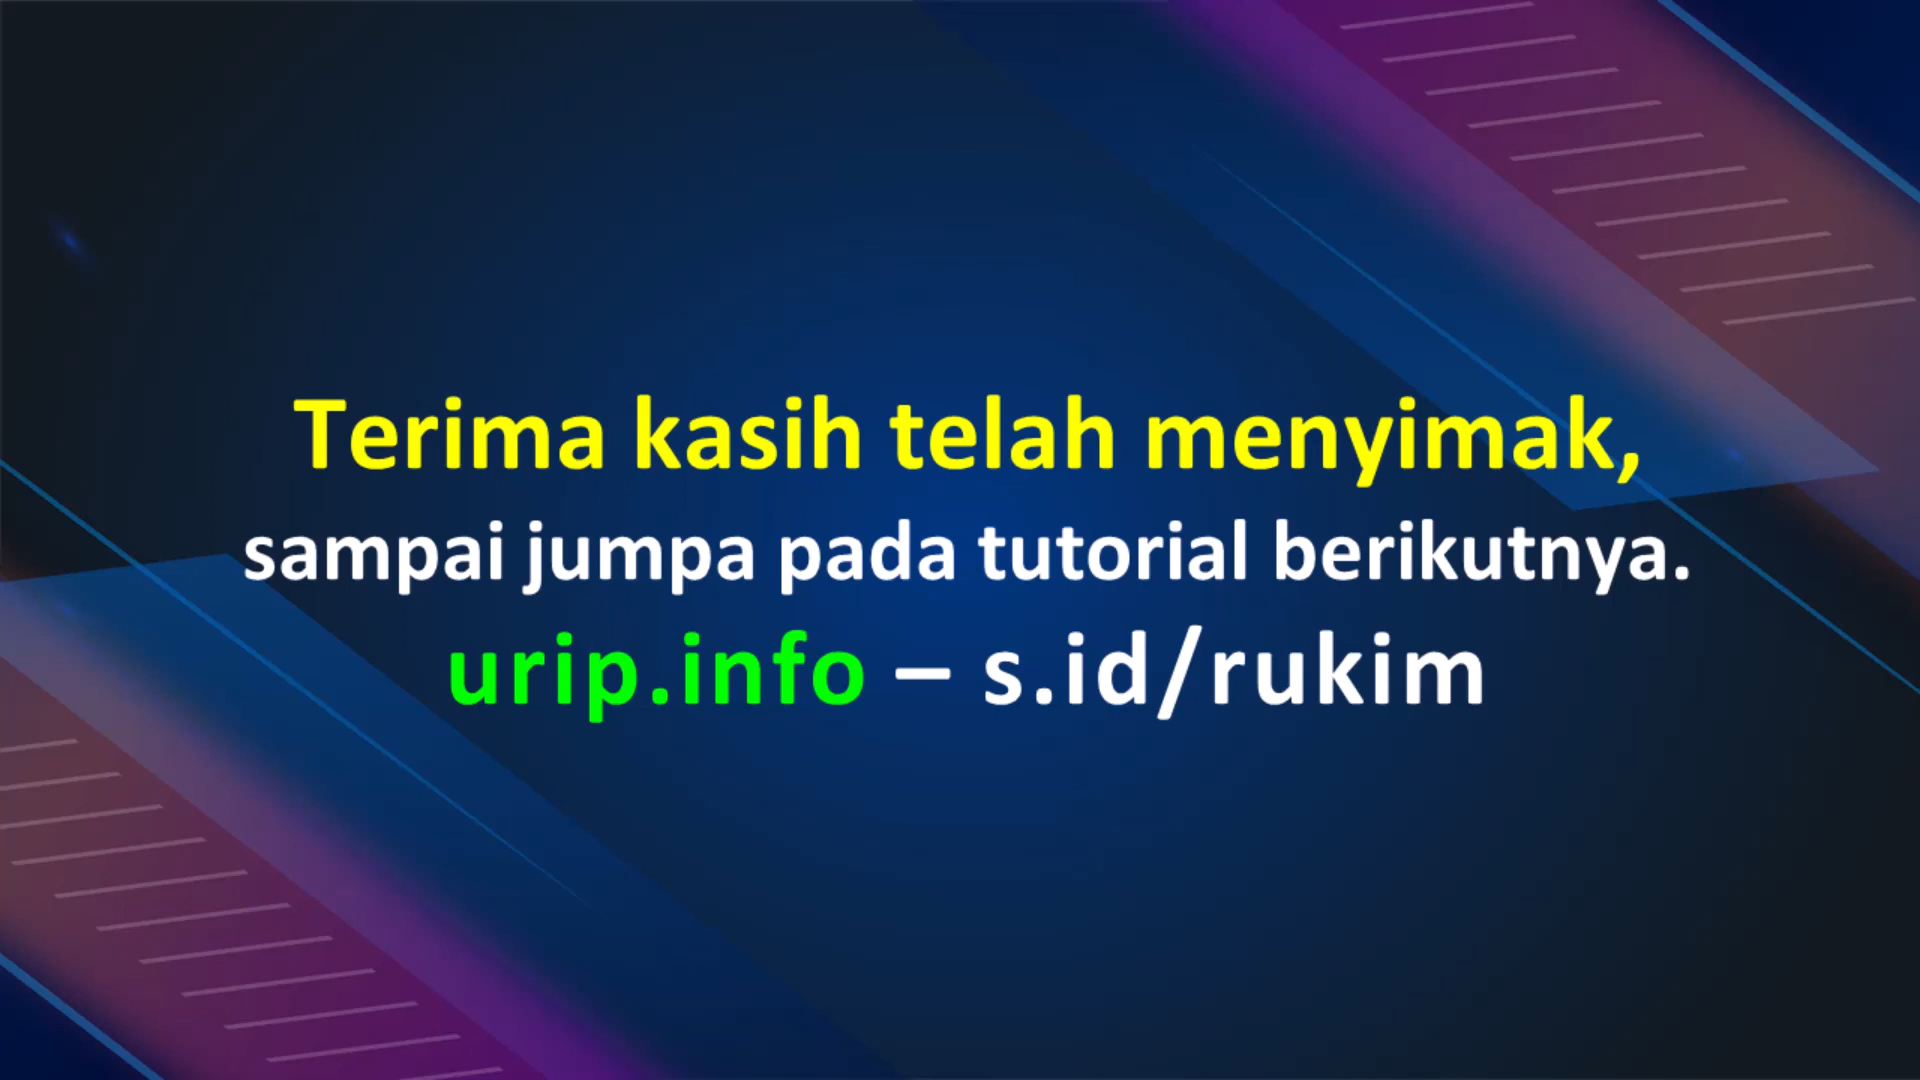 Terima kasih telah menyimak,
sampai jumpa pada tutorial berikutnya.
urip.info – s.id/rukim